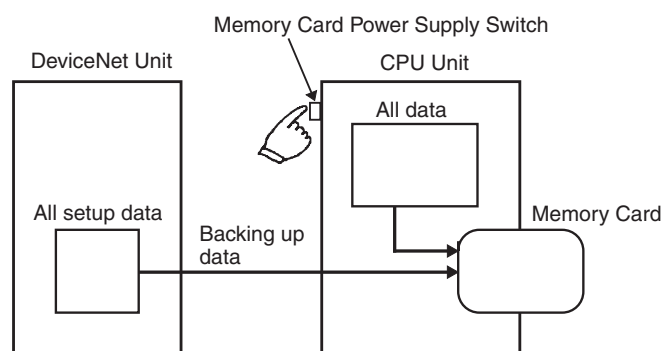 Memory Card Power Supply Switch
DeviceNet Unit
CPU Unit
All data
All setup data
Memory Card
Backing up
data